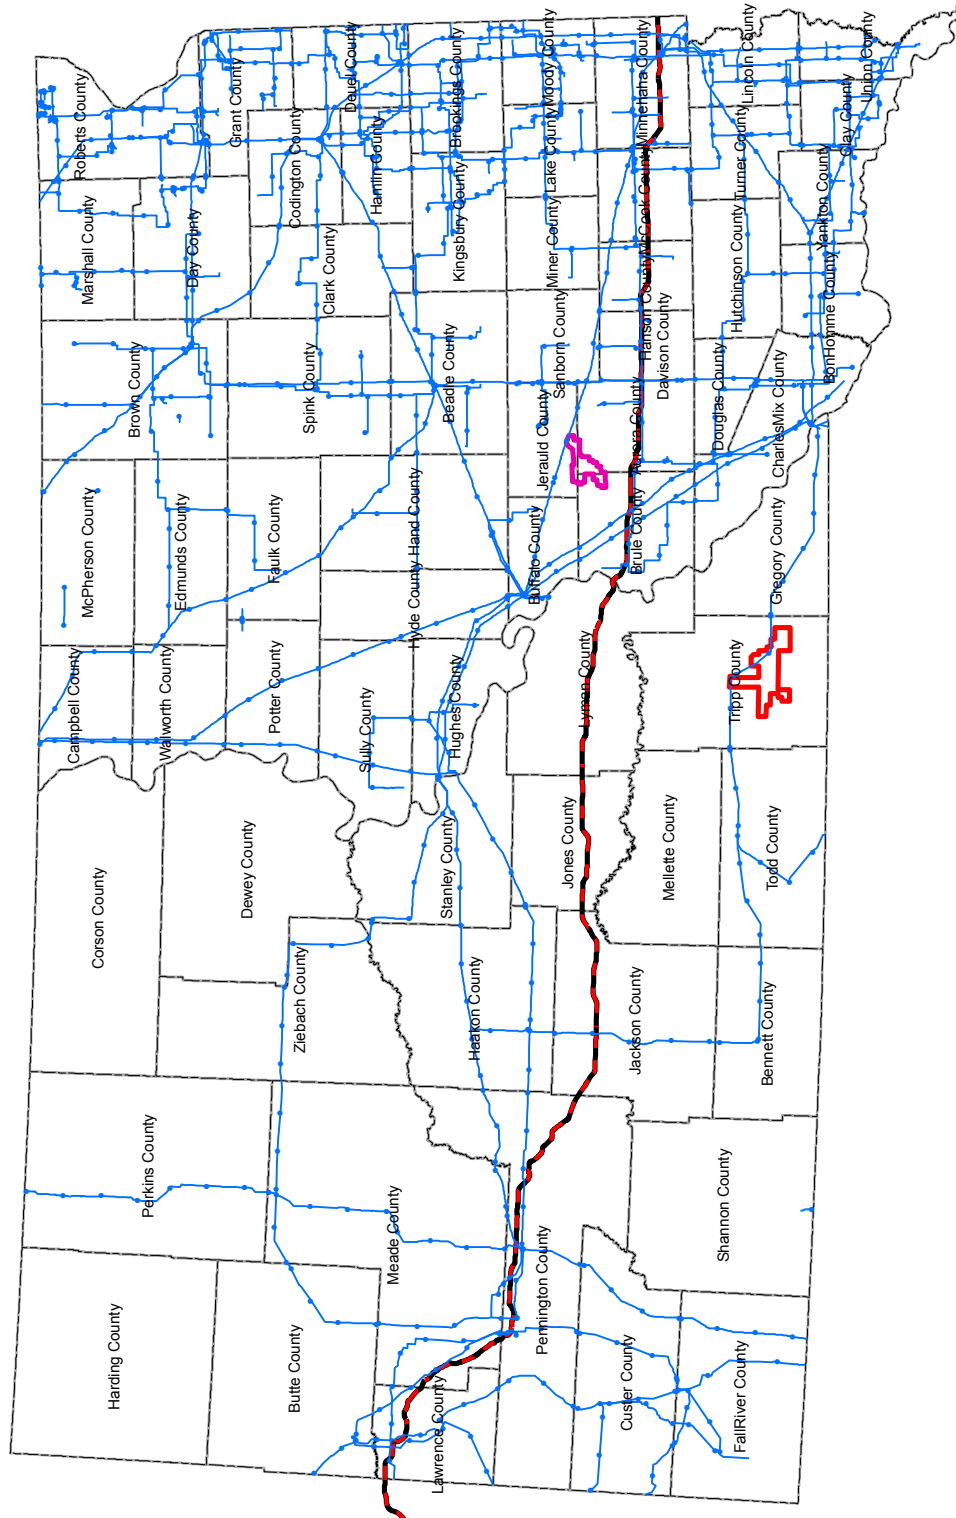 Harding County
Perkins County
Corson County
Campbell County
McPherson County
Marshall County
Roberts County
Butte County
Ziebach County
Dewey County
Walworth County
Edmunds County
Brown County
Day County
Grant County
Lawrence County
Meade County
Potter County
Faulk County
Spink County
Clark County
Codington County
Deuel County
Hamlin County
Sully County
Hyde County
Hand County
Beadle County
Kingsbury County
Brookings County
Haakon County
Stanley County
Hughes County
Pennington County
Jackson County
Jones County
Lyman County
Buffalo County
Jerauld County
Sanborn County
Miner County
Lake County
Moody County
Brule County
Aurora County
Davison County
Hanson County
McCook County
Minnehaha County
Custer County
Shannon County
Mellette County
Tripp County
Gregory County
Douglas County
Hutchinson County
Turner County
Lincoln County
FallRiver County
Bennett County
Todd County
CharlesMix County
BonHomme County
Yankton County
Clay County
Union County